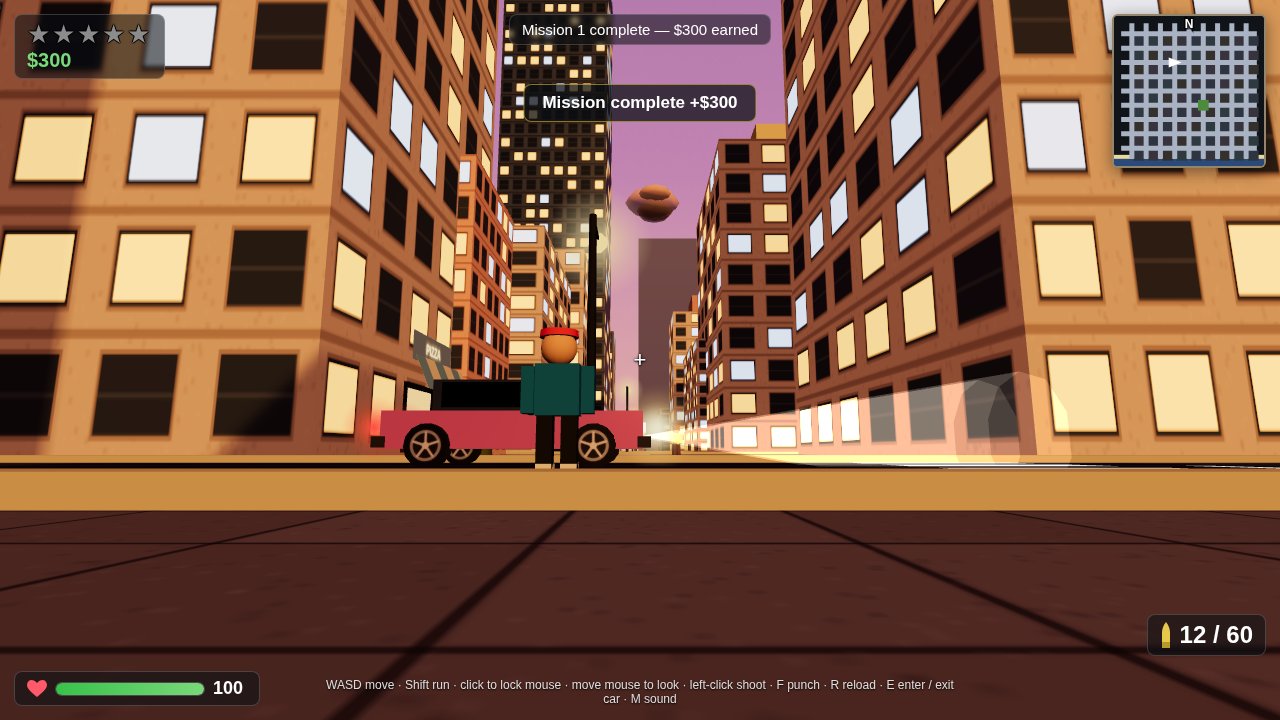 $300
Mission 1 complete — $300 earned
Mission complete +$300
N
PIZZA
12 / 60
100
WASD move · Shift run · click to lock mouse · move mouse to look · left-click shoot · F punch · R reload · E enter / exit
car · M sound